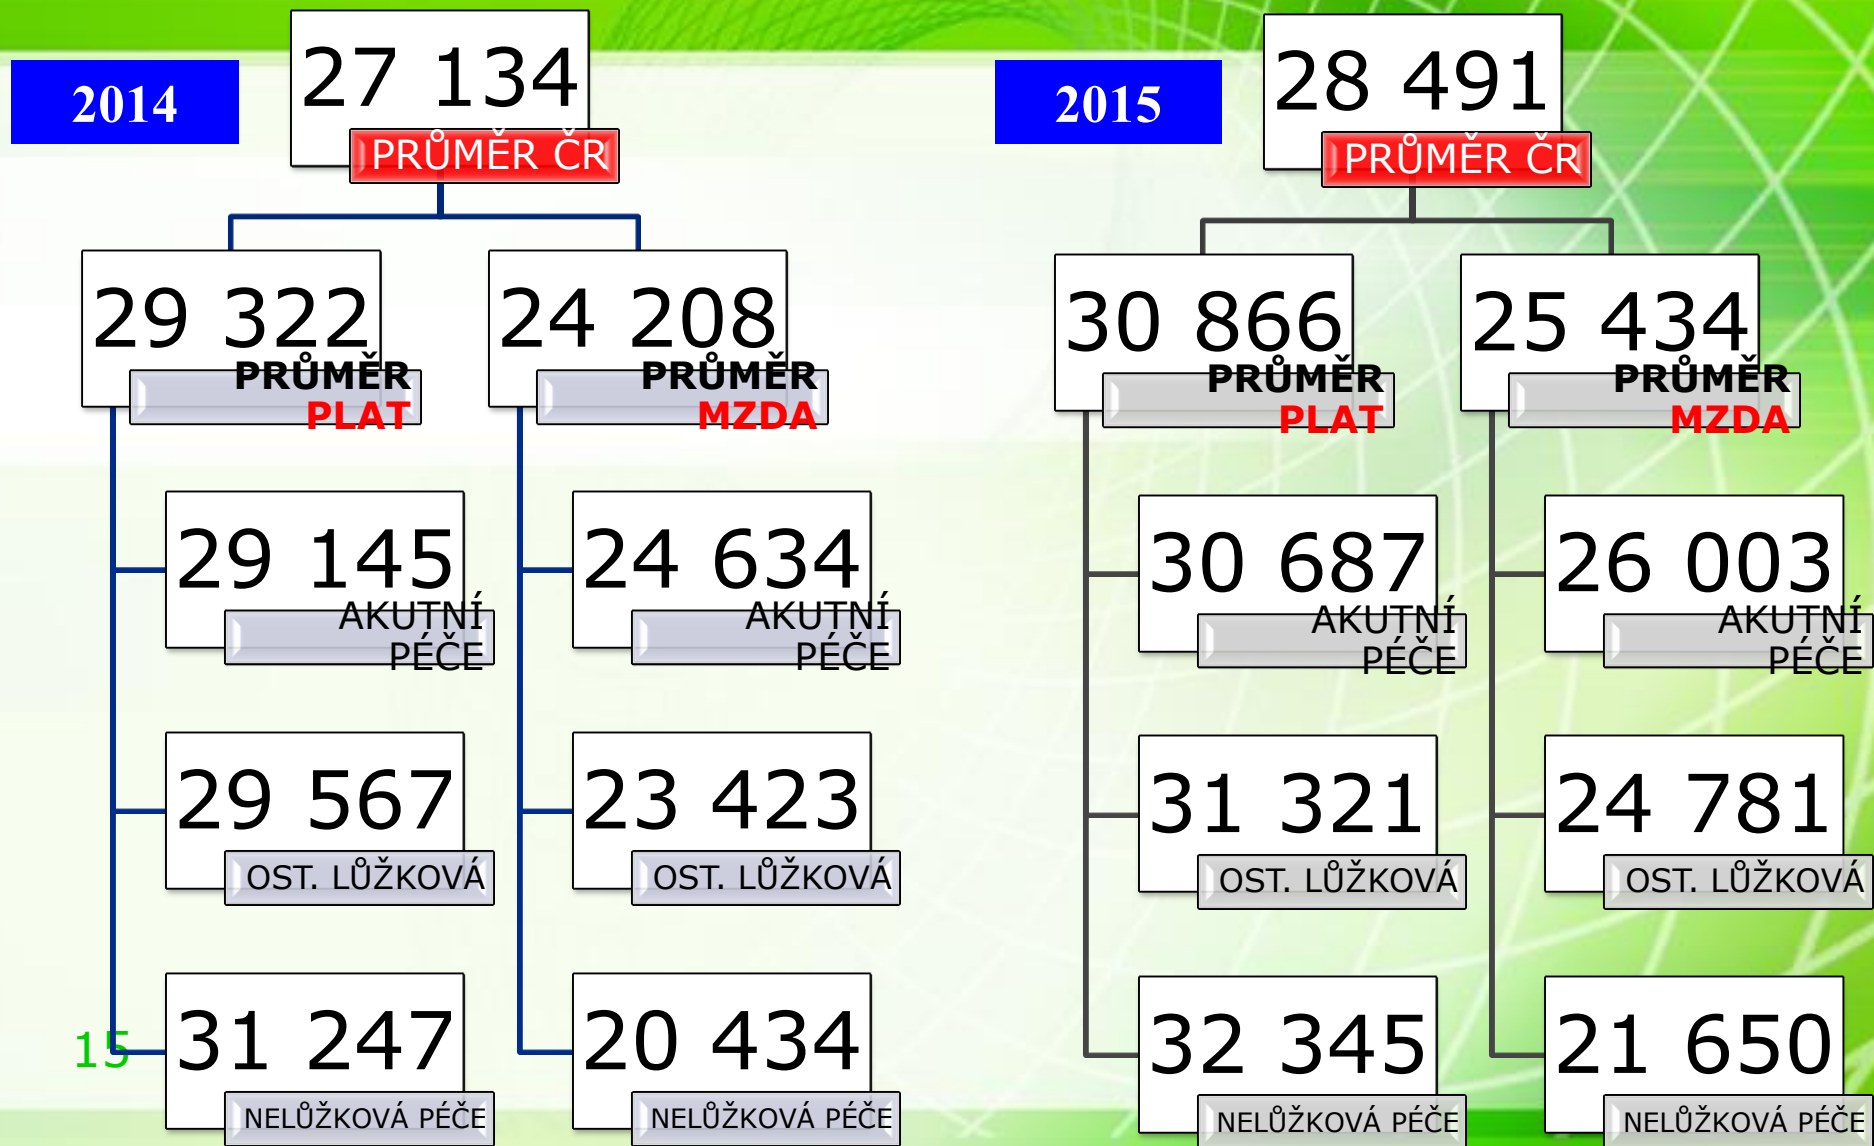 2014
27 134
PRŮMĚR ČR
29 322
PRŮMĚR
PLAT
24 208
PRŮMĚR
MZDA
29 145
AKUTNÍ
PÉČE
24 634
AKUTNÍ
PÉČE
29 567
OST. LŮŽKOVÁ
23 423
OST. LŮŽKOVÁ
31 247
NELŮŽKOVÁ PÉČE
20 434
NELŮŽKOVÁ PÉČE
15
2015
28 491
PRŮMĚR ČR
30 866
PRŮMĚR
PLAT
25 434
PRŮMĚR
MZDA
30 687
AKUTNÍ
PÉČE
26 003
AKUTNÍ
PÉČE
31 321
OST. LŮŽKOVÁ
24 781
OST. LŮŽKOVÁ
32 345
NELŮŽKOVÁ PÉČE
21 650
NELŮŽKOVÁ PÉČE